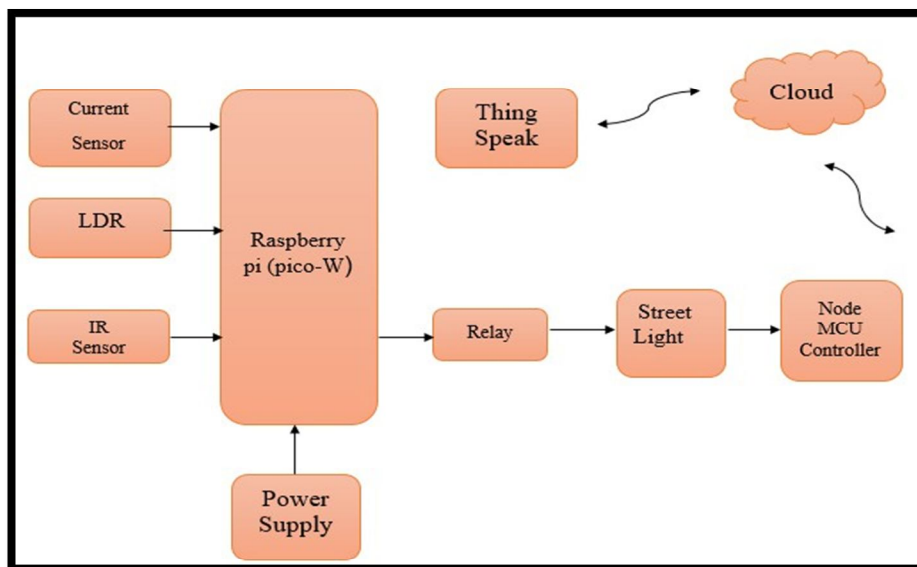 Current
Sensor
LDR
IR
Sensor
Raspberry
pi (pico-W)
Power
Supply
Thing
Speak
Cloud
Relay
Street
Light
Node
MCU
Controller